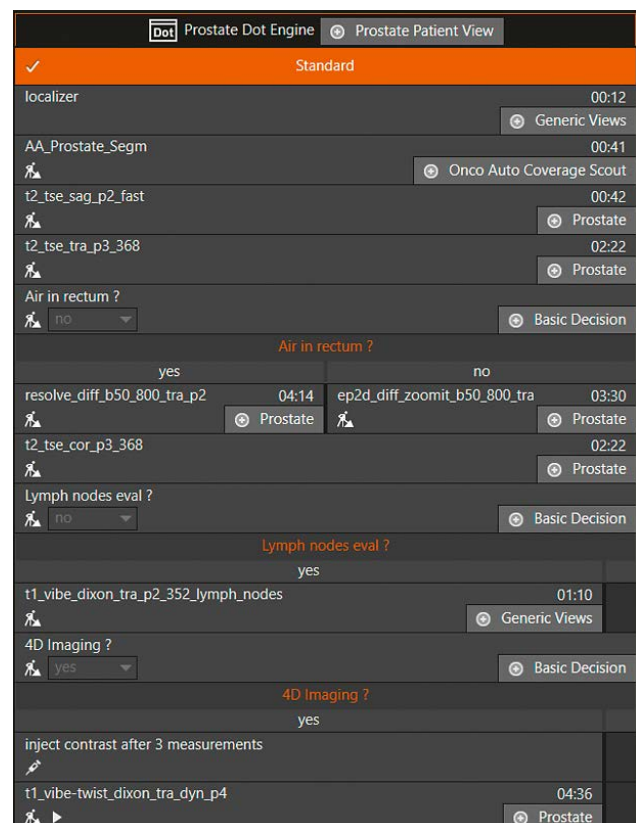 Dot Prostate Dot Engine Prostate Patient View
Standard
localizer 00:12
Generic Views
AA_Prostate_Segm 00:41
Onco Auto Coverage Scout
t2_tse_sag_p2_fast 00:42
Prostate
t2_tse_tra_p3_368 02:22
Prostate
Air in rectum ?
no Basic Decision
Air in rectum ?
yes no
resolve_diff_b50_800_tra_p2 04:14 ep2d_diff_zoomit_b50_800_tra 03:30
Prostate Prostate
t2_tse_cor_p3_368 02:22
Prostate
Lymph nodes eval ?
no Basic Decision
Lymph nodes eval ?
yes
t1_vibe_dixon_tra_p2_352_lymph_nodes 01:10
Generic Views
4D Imaging ?
yes Basic Decision
4D Imaging ?
yes
inject contrast after 3 measurements
t1_vibe-twist_dixon_tra_dyn_p4 04:36
Prostate